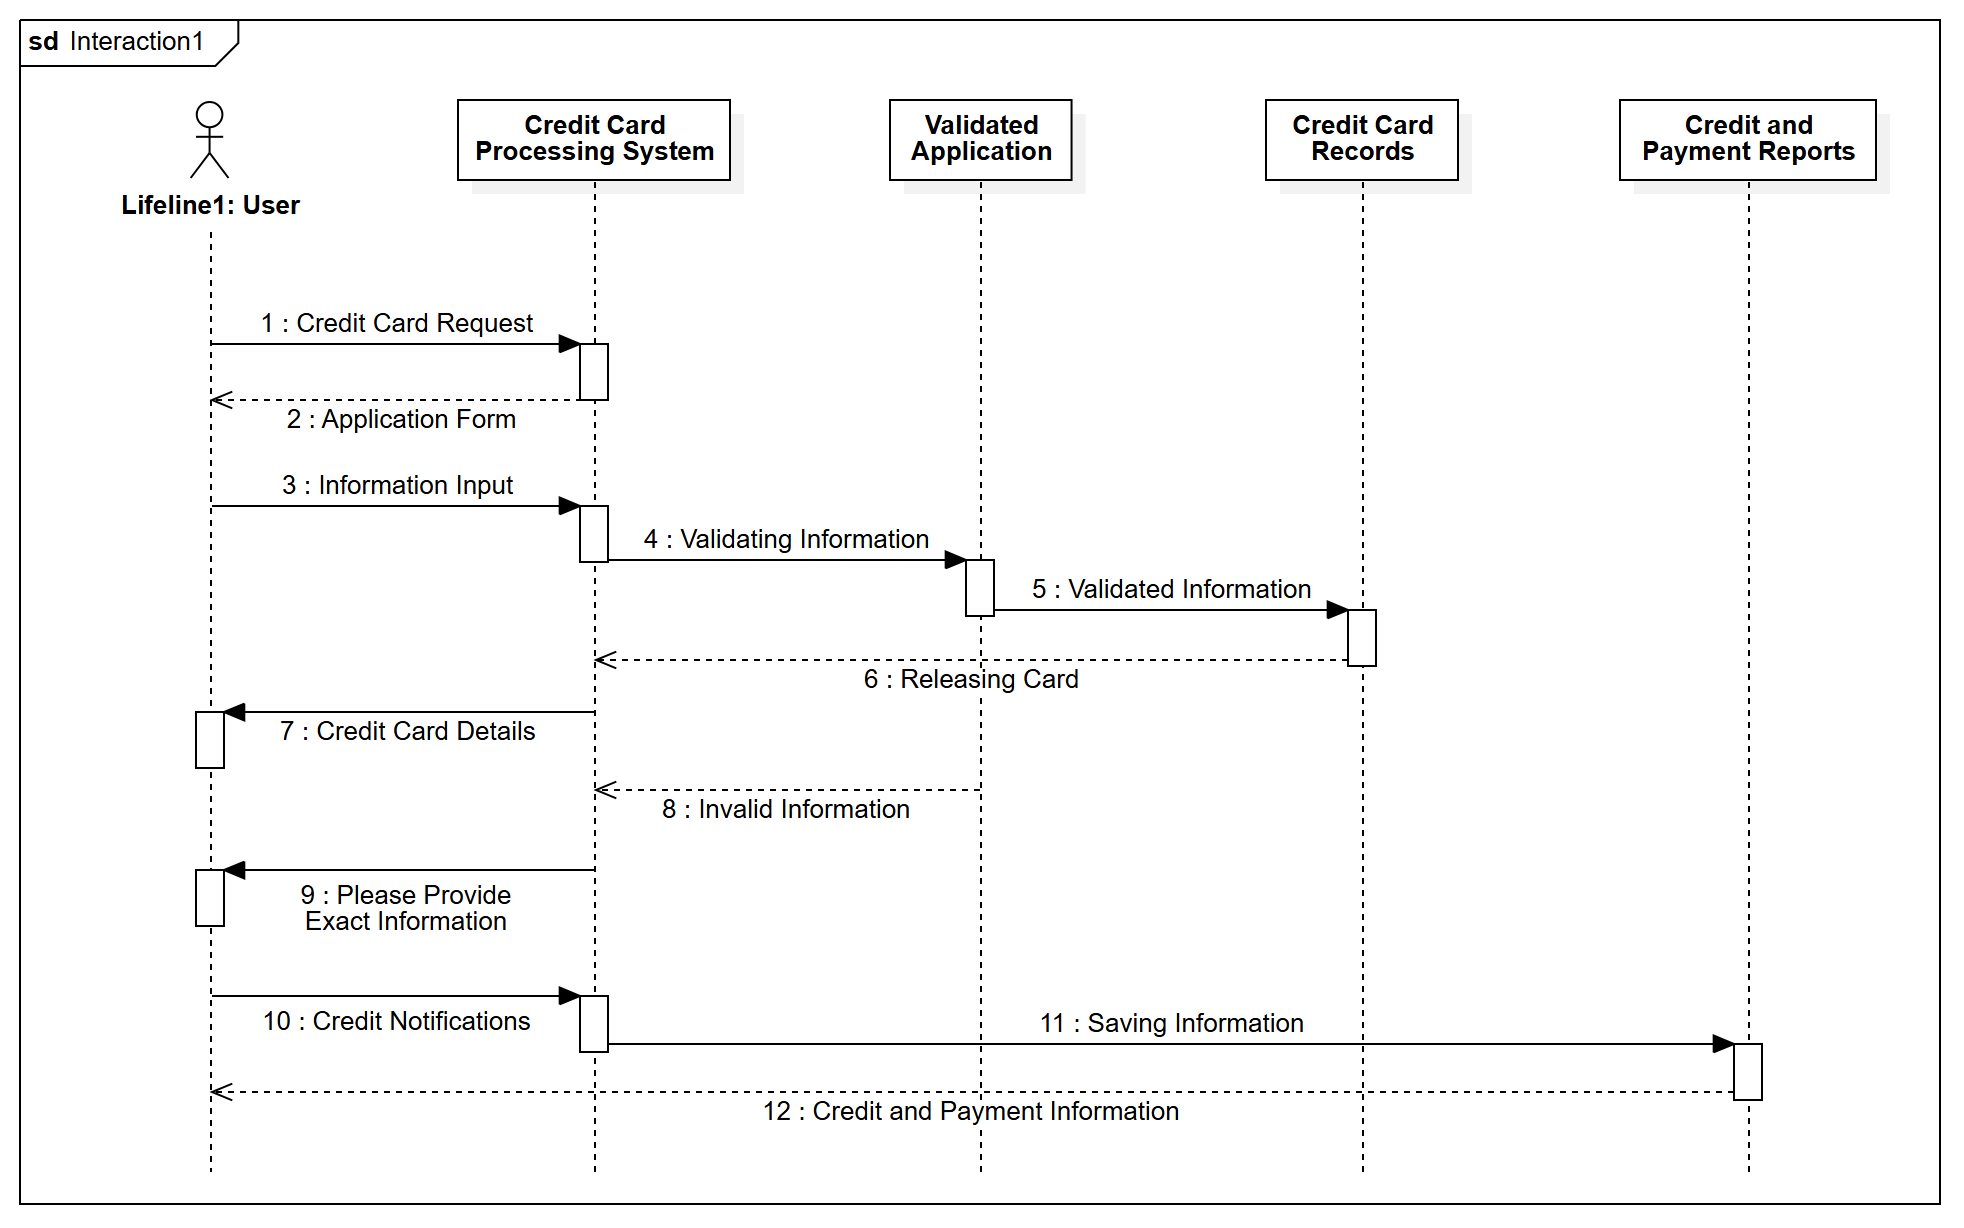 sd Interaction1
Credit Card
Processing System
Validated
Application
Credit Card
Records
Credit and
Payment Reports
Lifeline1: User
1 : Credit Card Request
2 : Application Form
3 : Information Input
4 : Validating Information
5 : Validated Information
6 : Releasing Card
7 : Credit Card Details
8 : Invalid Information
9 : Please Provide
Exact Information
10 : Credit Notifications
11 : Saving Information
12 : Credit and Payment Information